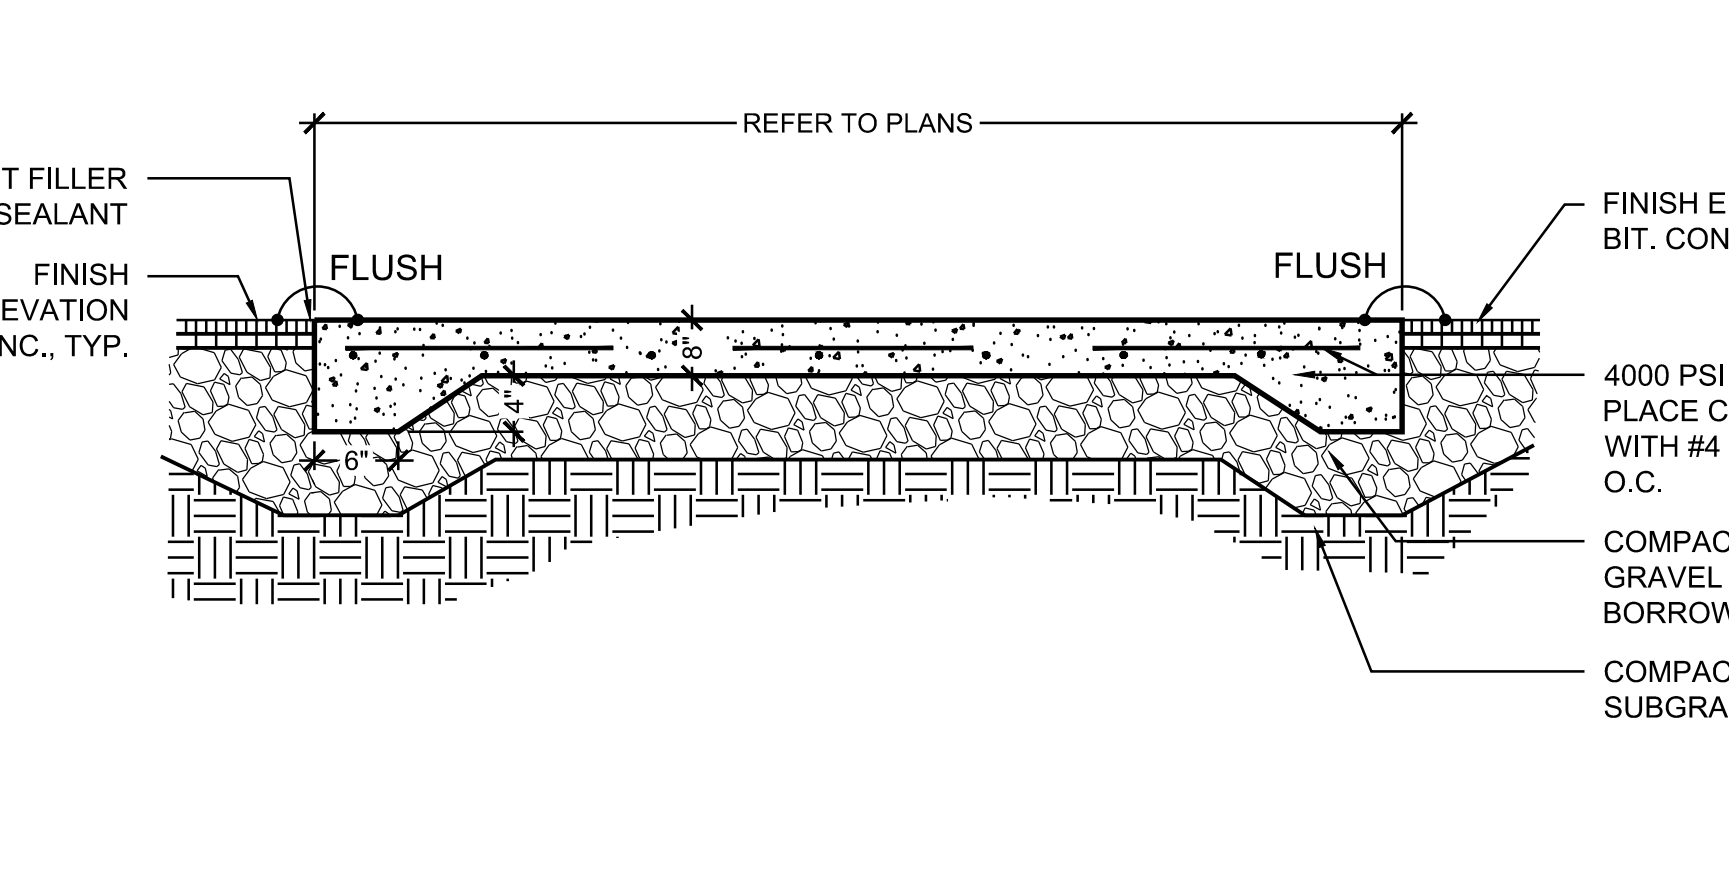 REFER TO PLANS
T FILLER
SEALANT
FINISH
EVATION
NC., TYP.
FLUSH
FLUSH
8"
4"
6"
FINISH E
BIT. CON
4000 PSI
PLACE C
WITH #4
O.C.
COMPAC
GRAVEL
BORROW
COMPAC
SUBGRA